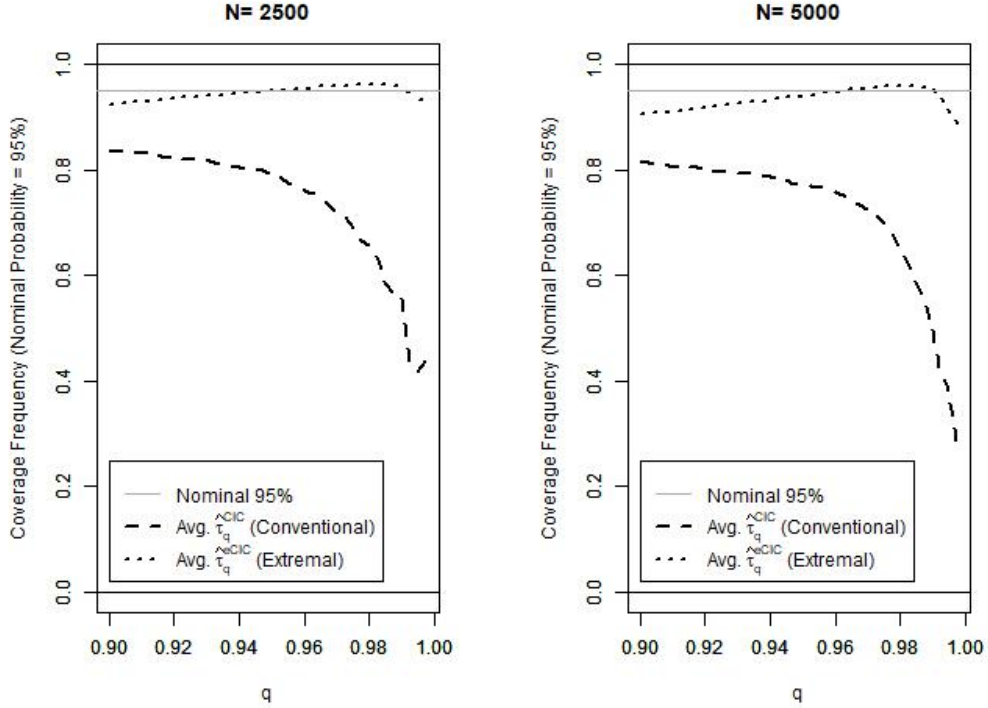 N= 2500
Coverage Frequency (Nominal Probability = 95%)
1.0
0.8
0.6
0.4
0.2
0.0
Nominal 95%
Avg. τ̂_q^CIC (Conventional)
Avg. τ̂_q^eCIC (Extremal)
0.90 0.92 0.94 0.96 0.98 1.00
q
N= 5000
Coverage Frequency (Nominal Probability = 95%)
1.0
0.8
0.6
0.4
0.2
0.0
Nominal 95%
Avg. τ̂_q^CIC (Conventional)
Avg. τ̂_q^eCIC (Extremal)
0.90 0.92 0.94 0.96 0.98 1.00
q